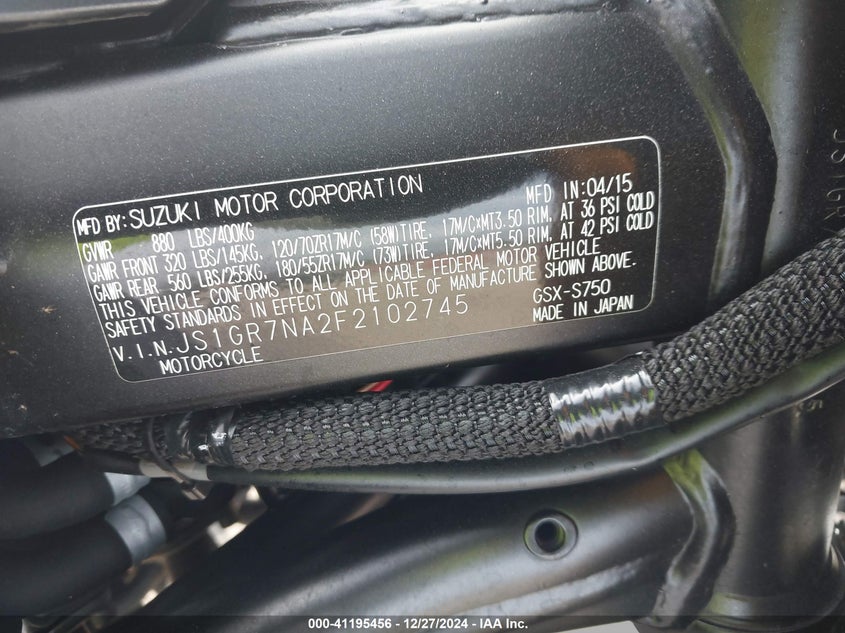 MFD BY: SUZUKI MOTOR CORPORATION MFD IN: 04/15
GVWR 880 LBS/400KG
GAWR FRONT 320 LBS/145KG, 120/70ZR17M/C (58W)TIRE, 17M/C×MT3.50 RIM, AT 36 PSI COLD
GAWR REAR 560 LBS/255KG, 180/55ZR17M/C (73W)TIRE, 17M/C×MT5.50 RIM, AT 42 PSI COLD
THIS VEHICLE CONFORMS TO ALL APPLICABLE FEDERAL MOTOR VEHICLE
SAFETY STANDARDS IN EFFECT ON THE DATE OF MANUFACTURE SHOWN ABOVE.
V.I.N. JS1GR7NA2F2102745 GSX-S750
MOTORCYCLE MADE IN JAPAN
JS1GR7
000-41195456 - 12/27/2024 - IAA Inc.